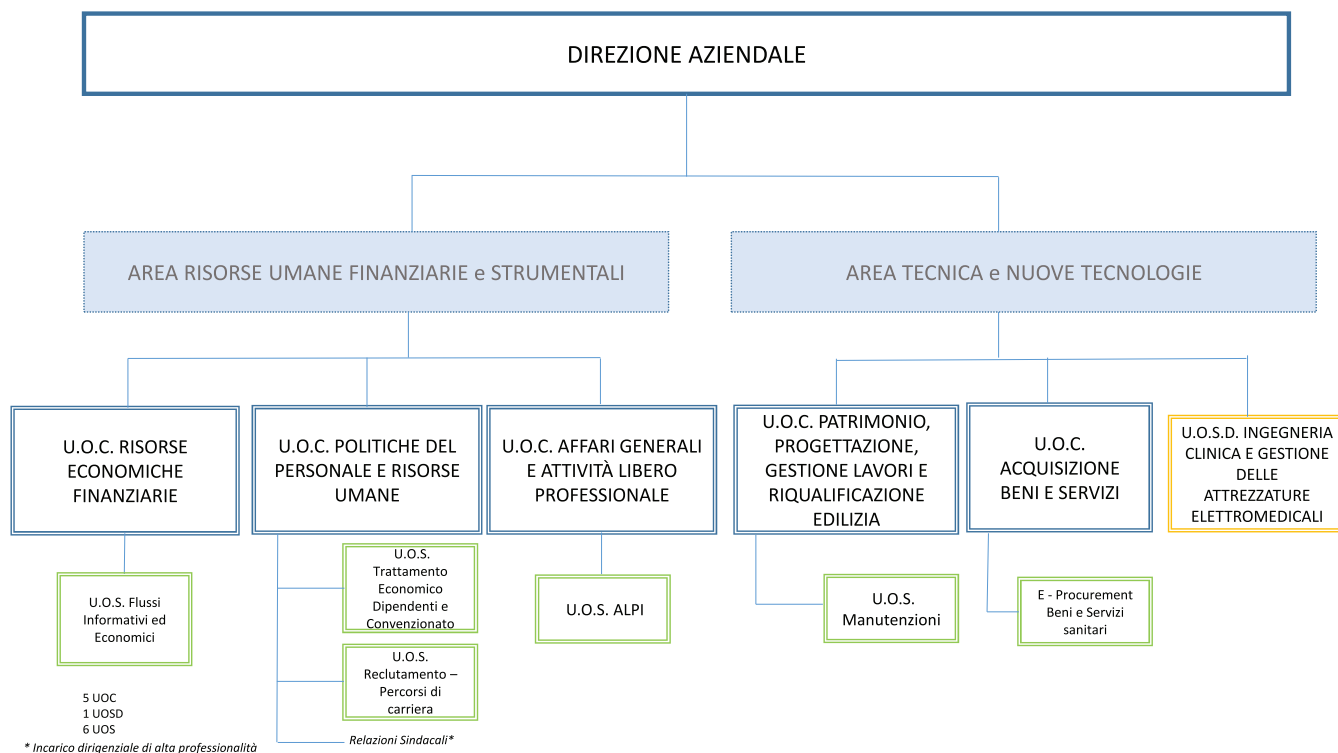 DIREZIONE AZIENDALE
AREA RISORSE UMANE FINANZIARIE e STRUMENTALI
AREA TECNICA e NUOVE TECNOLOGIE
U.O.C. RISORSE
ECONOMICHE
FINANZIARIE
U.O.C. POLITICHE DEL
PERSONALE E RISORSE
UMANE
U.O.C. AFFARI GENERALI
E ATTIVITÀ LIBERO
PROFESSIONALE
U.O.C. PATRIMONIO,
PROGETTAZIONE,
GESTIONE LAVORI E
RIQUALIFICAZIONE
EDILIZIA
U.O.C.
ACQUISIZIONE
BENI E SERVIZI
U.O.S.D. INGEGNERIA
CLINICA E GESTIONE
DELLE
ATTREZZATURE
ELETTROMEDICALI
U.O.S. Flussi
Informativi ed
Economici
U.O.S.
Trattamento
Economico
Dipendenti e
Convenzionato
U.O.S.
Reclutamento –
Percorsi di
carriera
Relazioni Sindacali*
U.O.S. ALPI
U.O.S.
Manutenzioni
E - Procurement
Beni e Servizi
sanitari
5 UOC
1 UOSD
6 UOS
* Incarico dirigenziale di alta professionalità